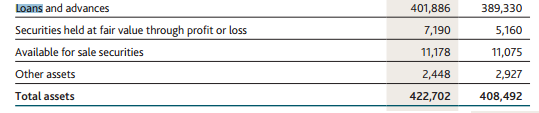 Loans and advances 401,886 389,330
Securities held at fair value through profit or loss 7,190 5,160
Available for sale securities 11,178 11,075
Other assets 2,448 2,927
Total assets 422,702 408,492